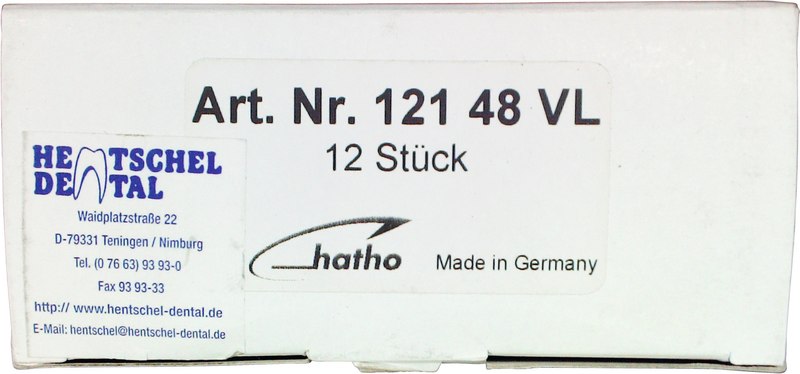 Art. Nr. 121 48 VL
12 Stück
hatho
Made in Germany
HENTSCHEL
DENTAL
Waidplatzstraße 22
D-79331 Teningen / Nimburg
Tel. (0 76 63) 93 93-0
Fax 93 93-33
http:// www.hentschel-dental.de
E-Mail: hentschel@hentschel-dental.de